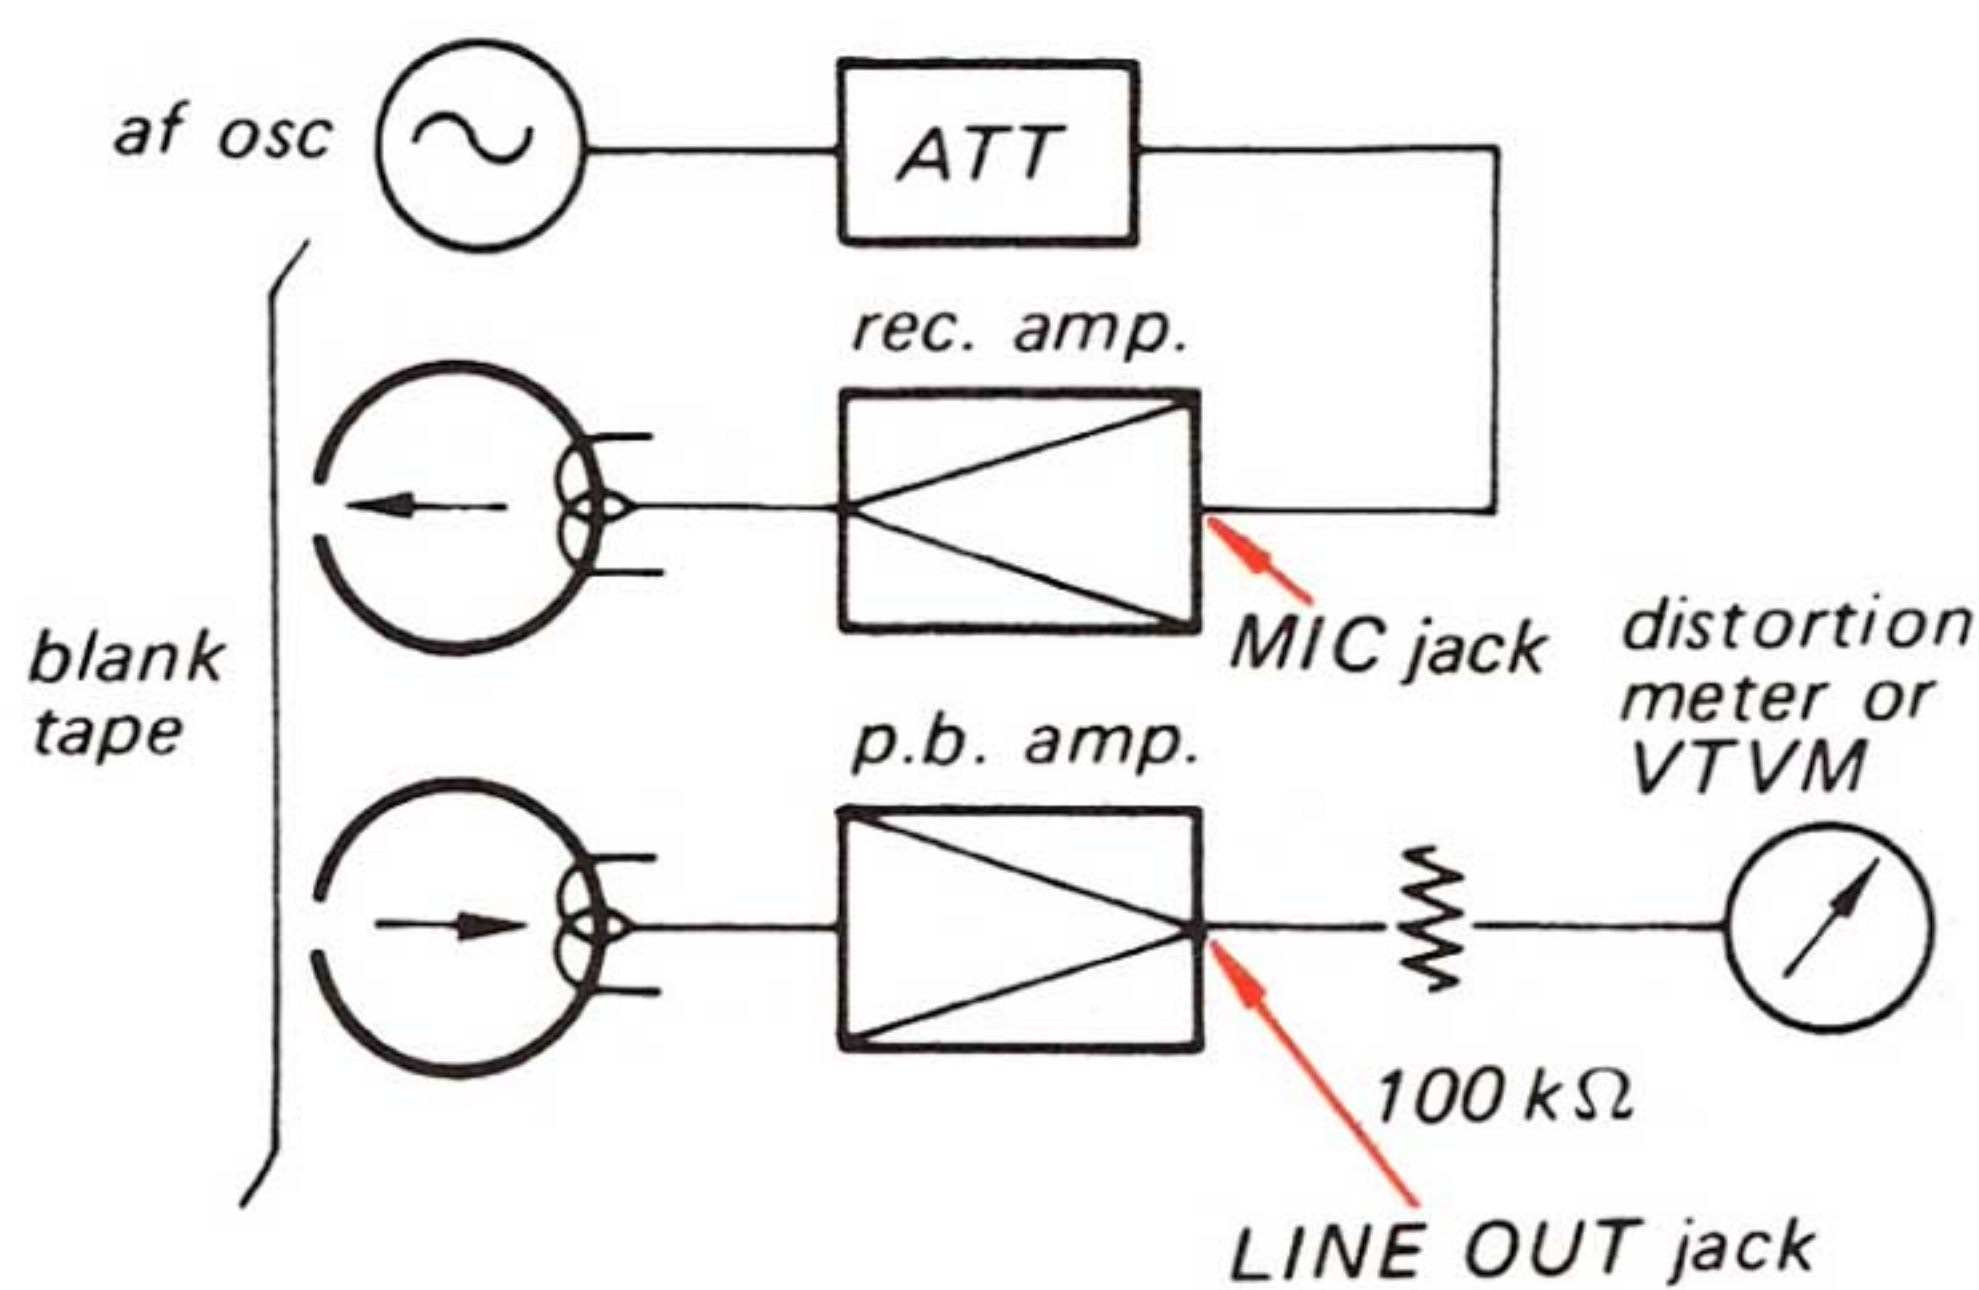 af osc
ATT
rec. amp.
MIC jack
blank
tape
distortion
meter or
VTVM
p.b. amp.
100 kΩ
LINE OUT jack